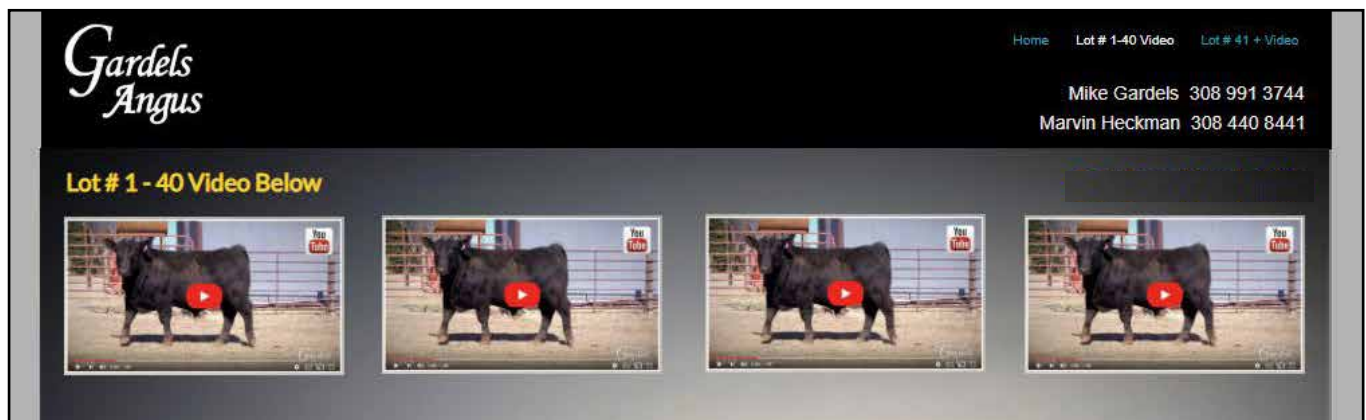 Gardels
Angus
Home Lot # 1-40 Video Lot # 41 + Video
Mike Gardels 308 991 3744
Marvin Heckman 308 440 8441
Lot # 1 - 40 Video Below
You
Tube
You
Tube
You
Tube
You
Tube